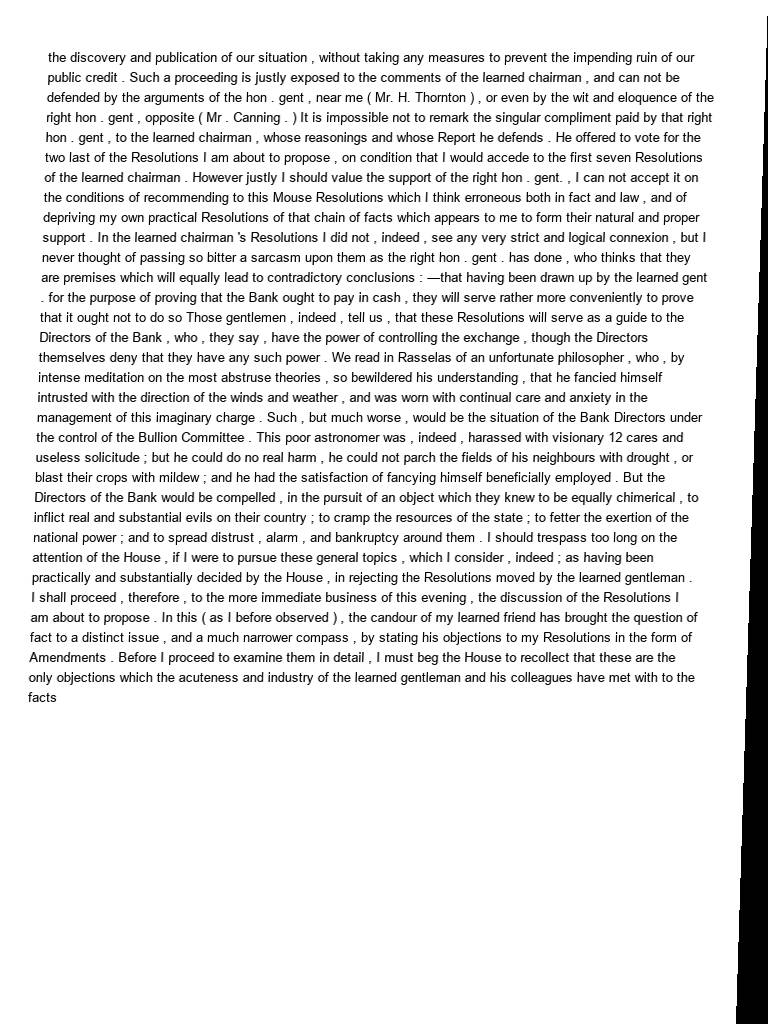 the discovery and publication of our situation , without taking any measures to prevent the impending ruin of our
public credit . Such a proceeding is justly exposed to the comments of the learned chairman , and can not be
defended by the arguments of the hon . gent , near me ( Mr. H. Thornton ) , or even by the wit and eloquence of the
right hon . gent , opposite ( Mr . Canning . ) It is impossible not to remark the singular compliment paid by that right
hon . gent , to the learned chairman , whose reasonings and whose Report he defends . He offered to vote for the
two last of the Resolutions I am about to propose , on condition that I would accede to the first seven Resolutions
of the learned chairman . However justly I should value the support of the right hon . gent. , I can not accept it on
the conditions of recommending to this Mouse Resolutions which I think erroneous both in fact and law , and of
depriving my own practical Resolutions of that chain of facts which appears to me to form their natural and proper
support . In the learned chairman 's Resolutions I did not , indeed , see any very strict and logical connexion , but I
never thought of passing so bitter a sarcasm upon them as the right hon . gent . has done , who thinks that they
are premises which will equally lead to contradictory conclusions : —that having been drawn up by the learned gent
. for the purpose of proving that the Bank ought to pay in cash , they will serve rather more conveniently to prove
that it ought not to do so Those gentlemen , indeed , tell us , that these Resolutions will serve as a guide to the
Directors of the Bank , who , they say , have the power of controlling the exchange , though the Directors
themselves deny that they have any such power . We read in Rasselas of an unfortunate philosopher , who , by
intense meditation on the most abstruse theories , so bewildered his understanding , that he fancied himself
intrusted with the direction of the winds and weather , and was worn with continual care and anxiety in the
management of this imaginary charge . Such , but much worse , would be the situation of the Bank Directors under
the control of the Bullion Committee . This poor astronomer was , indeed , harassed with visionary 12 cares and
useless solicitude ; but he could do no real harm , he could not parch the fields of his neighbours with drought , or
blast their crops with mildew ; and he had the satisfaction of fancying himself beneficially employed . But the
Directors of the Bank would be compelled , in the pursuit of an object which they knew to be equally chimerical , to
inflict real and substantial evils on their country ; to cramp the resources of the state ; to fetter the exertion of the
national power ; and to spread distrust , alarm , and bankruptcy around them . I should trespass too long on the
attention of the House , if I were to pursue these general topics , which I consider , indeed ; as having been
practically and substantially decided by the House , in rejecting the Resolutions moved by the learned gentleman .
I shall proceed , therefore , to the more immediate business of this evening , the discussion of the Resolutions I
am about to propose . In this ( as I before observed ) , the candour of my learned friend has brought the question of
fact to a distinct issue , and a much narrower compass , by stating his objections to my Resolutions in the form of
Amendments . Before I proceed to examine them in detail , I must beg the House to recollect that these are the
only objections which the acuteness and industry of the learned gentleman and his colleagues have met with to the
facts